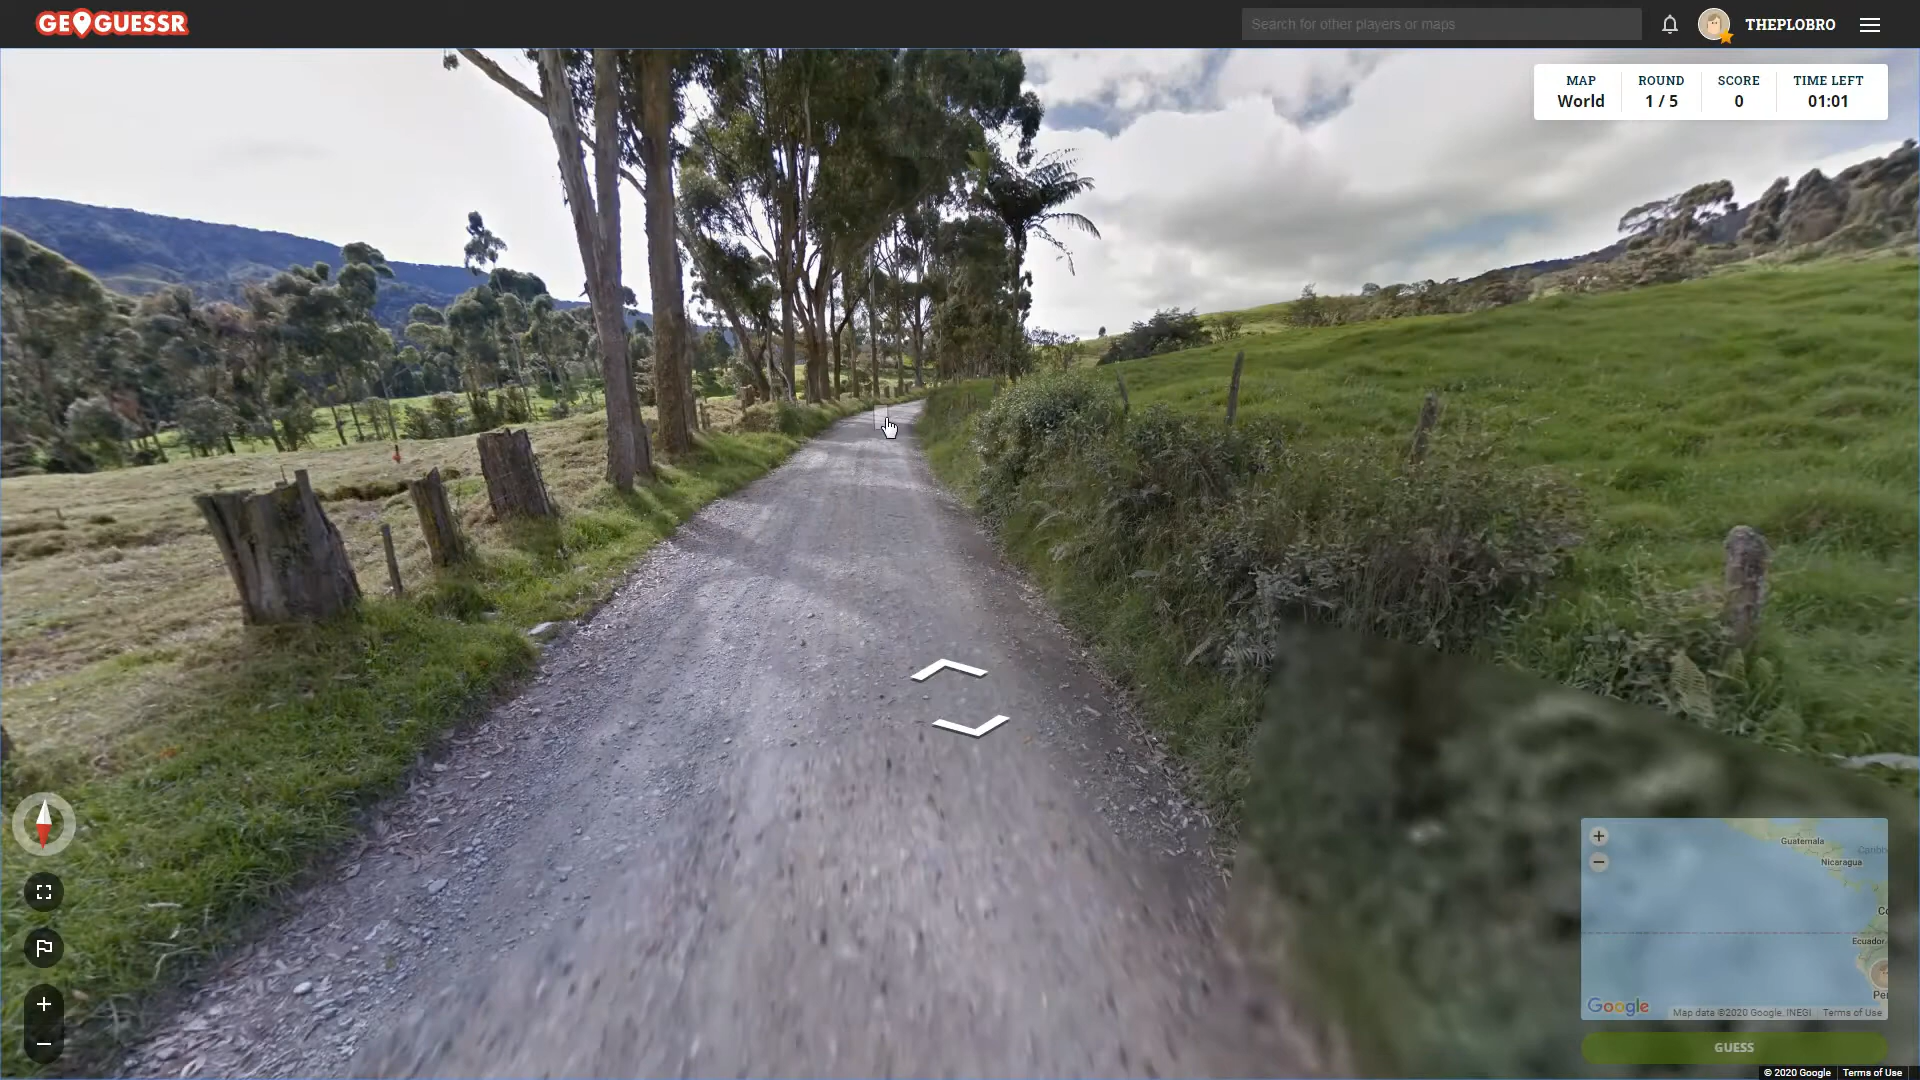 GEOGUESSR
Search for other players or maps
THEPLOBRO
MAP
World
ROUND
1 / 5
SCORE
0
TIME LEFT
01:01
Guatemala
Nicaragua
Ecuador
Google
Map data ©2020 Google, INEGI
Terms of Use
GUESS
© 2020 Google
Terms of Use